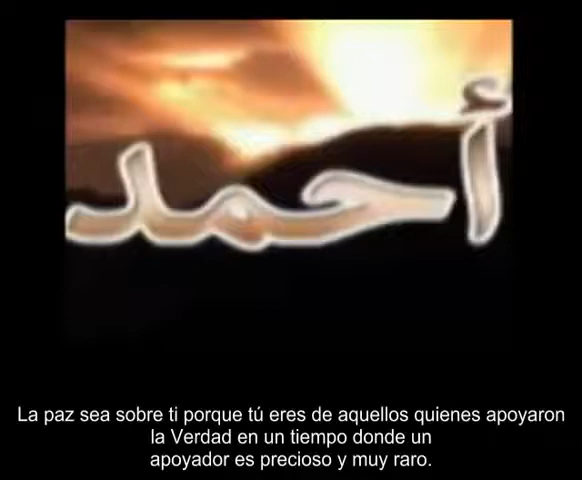 أحمد
La paz sea sobre ti porque tú eres de aquellos quienes apoyaron
la Verdad en un tiempo donde un
apoyador es precioso y muy raro.